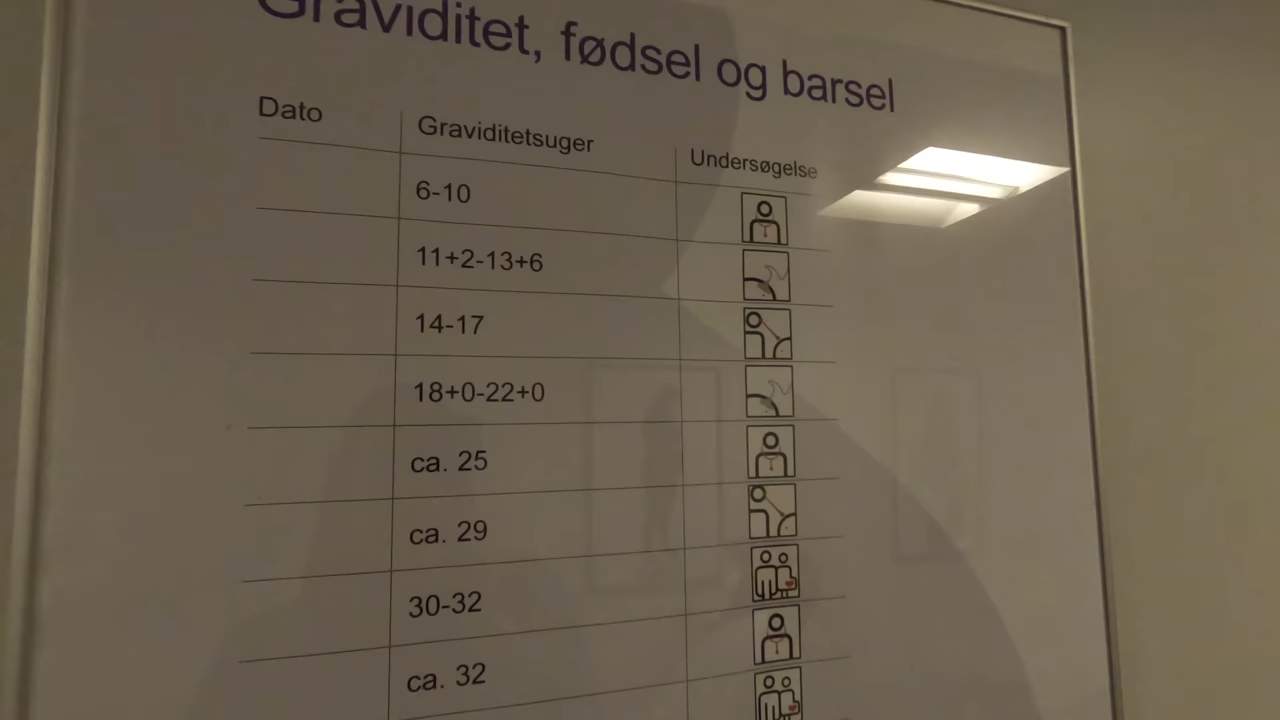 Graviditet, fødsel og barsel
Dato Graviditetsuger Undersøgelse
6-10
11+2-13+6
14-17
18+0-22+0
ca. 25
ca. 29
30-32
ca. 32